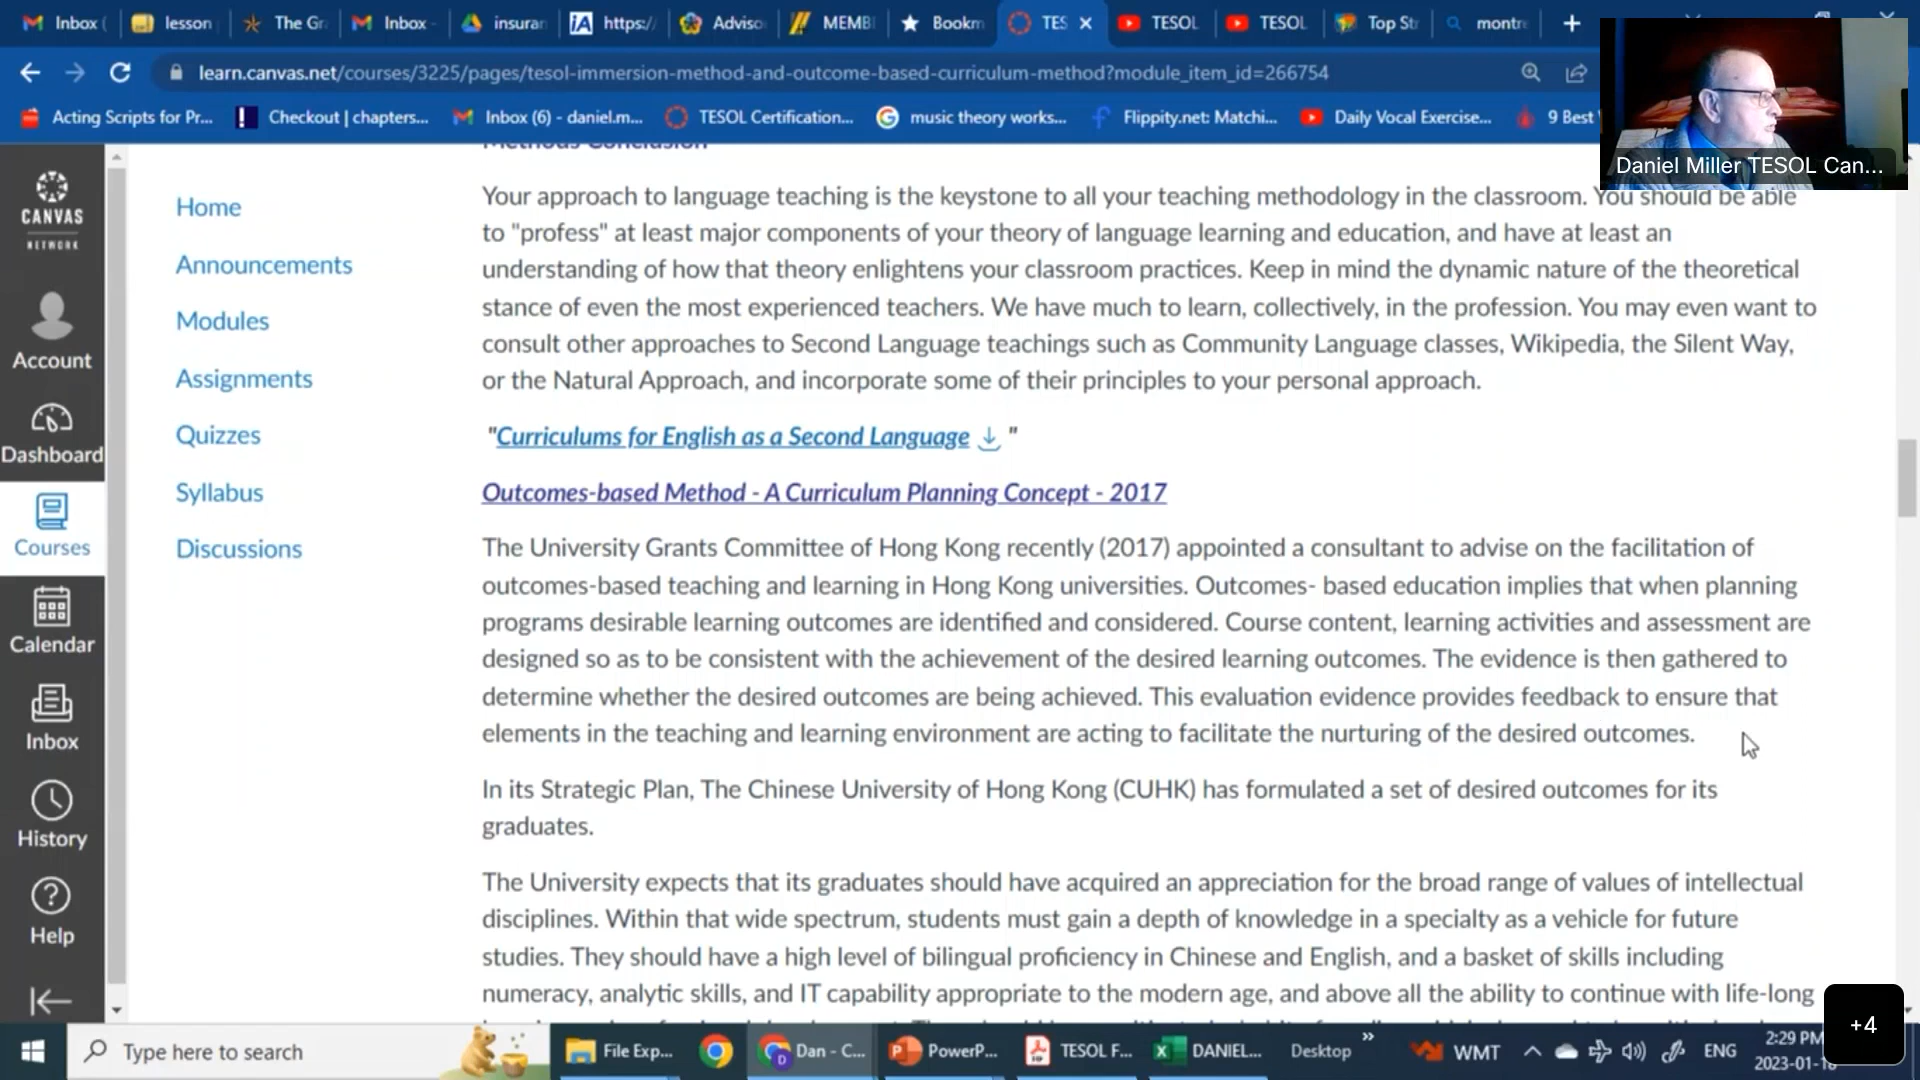 Inbox (
lesson
The Gr
Inbox -
insuran
https:/
Adviso
MEMB
Bookm
TES
TESOL
TESOL
Top St
montr
learn.canvas.net/courses/3225/pages/tesol-immersion-method-and-outcome-based-curriculum-method?module_item_id=266754
Acting Scripts for Pr...
Checkout | chapters...
Inbox (6) - daniel.m...
TESOL Certification...
music theory works...
Flippity.net: Matchi...
Daily Vocal Exercise...
9 Best
Daniel Miller TESOL Can...
CANVAS
NETWORK
Account
Dashboard
Courses
Calendar
Inbox
History
Help
Home
Announcements
Modules
Assignments
Quizzes
Syllabus
Discussions
Methods Conclusion
Your approach to language teaching is the keystone to all your teaching methodology in the classroom. You should be able
to "profess" at least major components of your theory of language learning and education, and have at least an
understanding of how that theory enlightens your classroom practices. Keep in mind the dynamic nature of the theoretical
stance of even the most experienced teachers. We have much to learn, collectively, in the profession. You may even want to
consult other approaches to Second Language teachings such as Community Language classes, Wikipedia, the Silent Way,
or the Natural Approach, and incorporate some of their principles to your personal approach.
"Curriculums for English as a Second Language "
Outcomes-based Method - A Curriculum Planning Concept - 2017
The University Grants Committee of Hong Kong recently (2017) appointed a consultant to advise on the facilitation of
outcomes-based teaching and learning in Hong Kong universities. Outcomes- based education implies that when planning
programs desirable learning outcomes are identified and considered. Course content, learning activities and assessment are
designed so as to be consistent with the achievement of the desired learning outcomes. The evidence is then gathered to
determine whether the desired outcomes are being achieved. This evaluation evidence provides feedback to ensure that
elements in the teaching and learning environment are acting to facilitate the nurturing of the desired outcomes.
In its Strategic Plan, The Chinese University of Hong Kong (CUHK) has formulated a set of desired outcomes for its
graduates.
The University expects that its graduates should have acquired an appreciation for the broad range of values of intellectual
disciplines. Within that wide spectrum, students must gain a depth of knowledge in a specialty as a vehicle for future
studies. They should have a high level of bilingual proficiency in Chinese and English, and a basket of skills including
numeracy, analytic skills, and IT capability appropriate to the modern age, and above all the ability to continue with life-long
+4
Type here to search
File Exp...
Dan - C...
PowerP...
TESOL F...
DANIEL...
Desktop
WMT
ENG
2:29 PM
2023-01-1